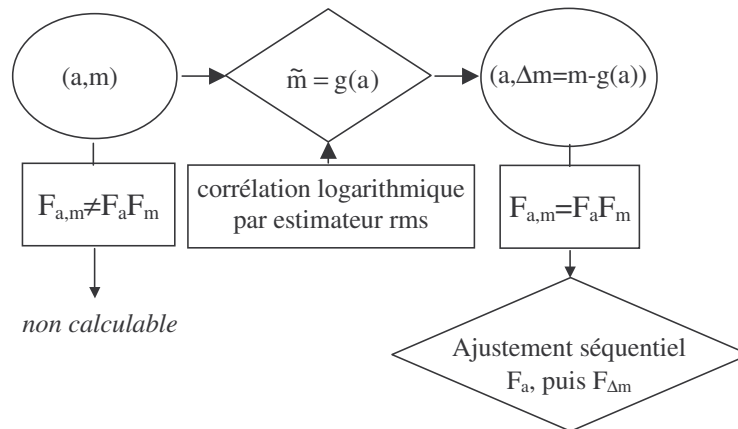 (a,m)
m̃ = g(a)
(a,Δm=m-g(a))
F_{a,m}≠F_aF_m
corrélation logarithmique
par estimateur rms
F_{a,m}=F_aF_m
non calculable
Ajustement séquentiel
F_a, puis F_{Δm}